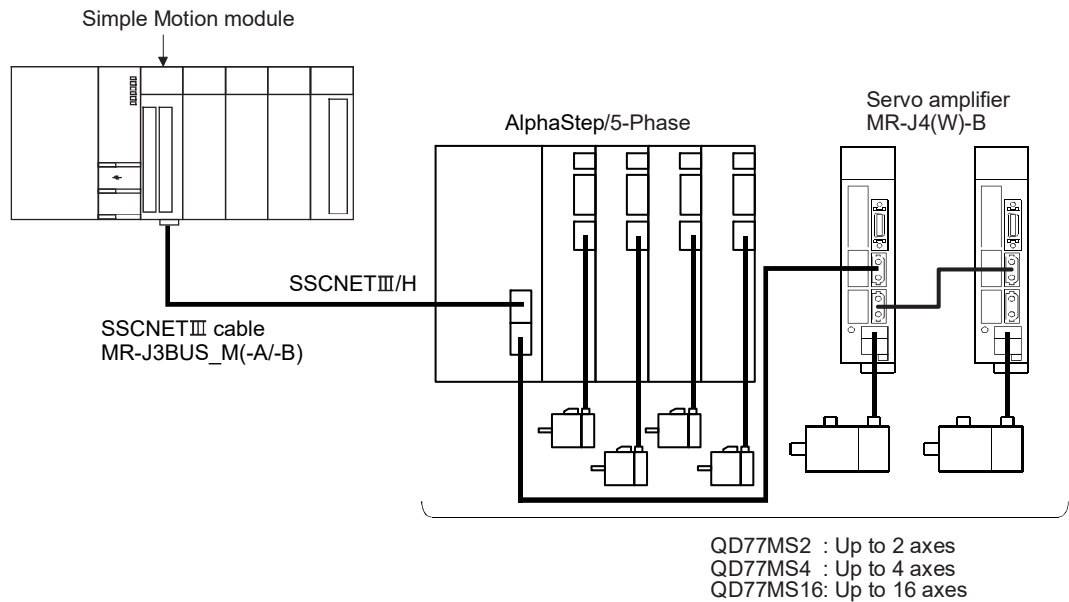 Simple Motion module
Servo amplifier
MR-J4(W)-B
AlphaStep/5-Phase
SSCNETⅢ/H
SSCNETⅢ cable
MR-J3BUS_M(-A/-B)
QD77MS2 : Up to 2 axes
QD77MS4 : Up to 4 axes
QD77MS16: Up to 16 axes